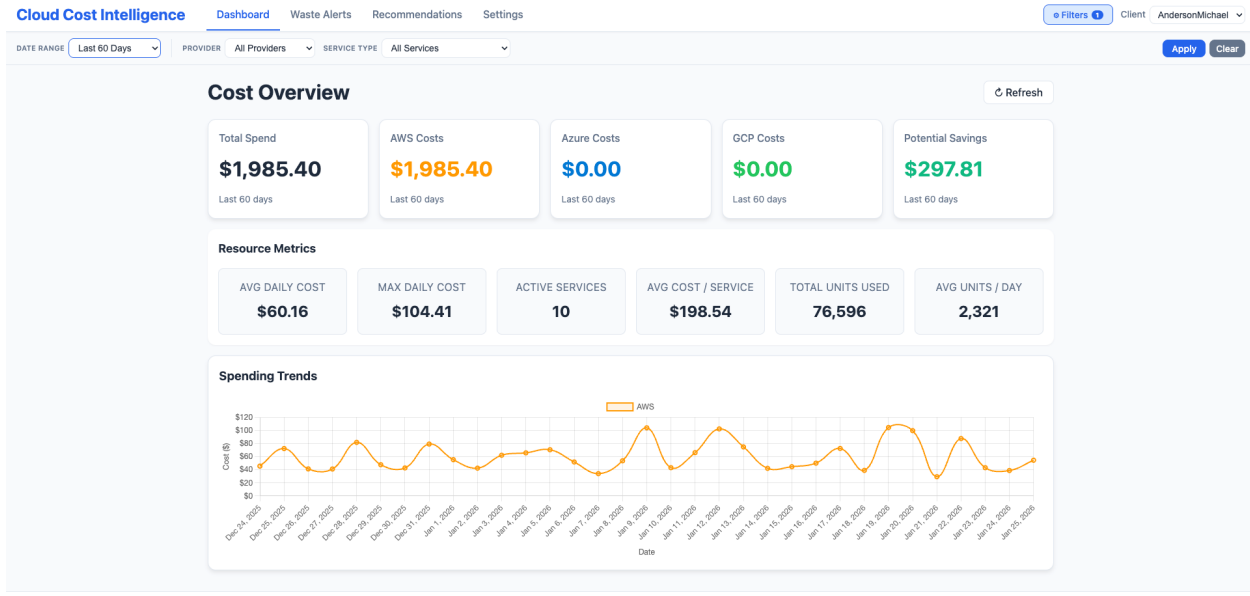 Cloud Cost Intelligence Dashboard Waste Alerts Recommendations Settings Filters 1 Client AndersonMichael
DATE RANGE Last 60 Days PROVIDER All Providers SERVICE TYPE All Services Apply Clear
Cost Overview
↻ Refresh
Total Spend
$1,985.40
Last 60 days
AWS Costs
$1,985.40
Last 60 days
Azure Costs
$0.00
Last 60 days
GCP Costs
$0.00
Last 60 days
Potential Savings
$297.81
Last 60 days
Resource Metrics
AVG DAILY COST
$60.16
MAX DAILY COST
$104.41
ACTIVE SERVICES
10
AVG COST / SERVICE
$198.54
TOTAL UNITS USED
76,596
AVG UNITS / DAY
2,321
Spending Trends
AWS
Cost ($)
$120
$100
$80
$60
$40
$20
$0
Dec 24, 2025
Dec 25, 2025
Dec 26, 2025
Dec 27, 2025
Dec 28, 2025
Dec 29, 2025
Dec 30, 2025
Dec 31, 2025
Jan 1, 2026
Jan 2, 2026
Jan 3, 2026
Jan 4, 2026
Jan 5, 2026
Jan 6, 2026
Jan 7, 2026
Jan 8, 2026
Jan 9, 2026
Jan 10, 2026
Jan 11, 2026
Jan 12, 2026
Jan 13, 2026
Jan 14, 2026
Jan 15, 2026
Jan 16, 2026
Jan 17, 2026
Jan 18, 2026
Jan 19, 2026
Jan 20, 2026
Jan 21, 2026
Jan 22, 2026
Jan 23, 2026
Jan 24, 2026
Jan 25, 2026
Date